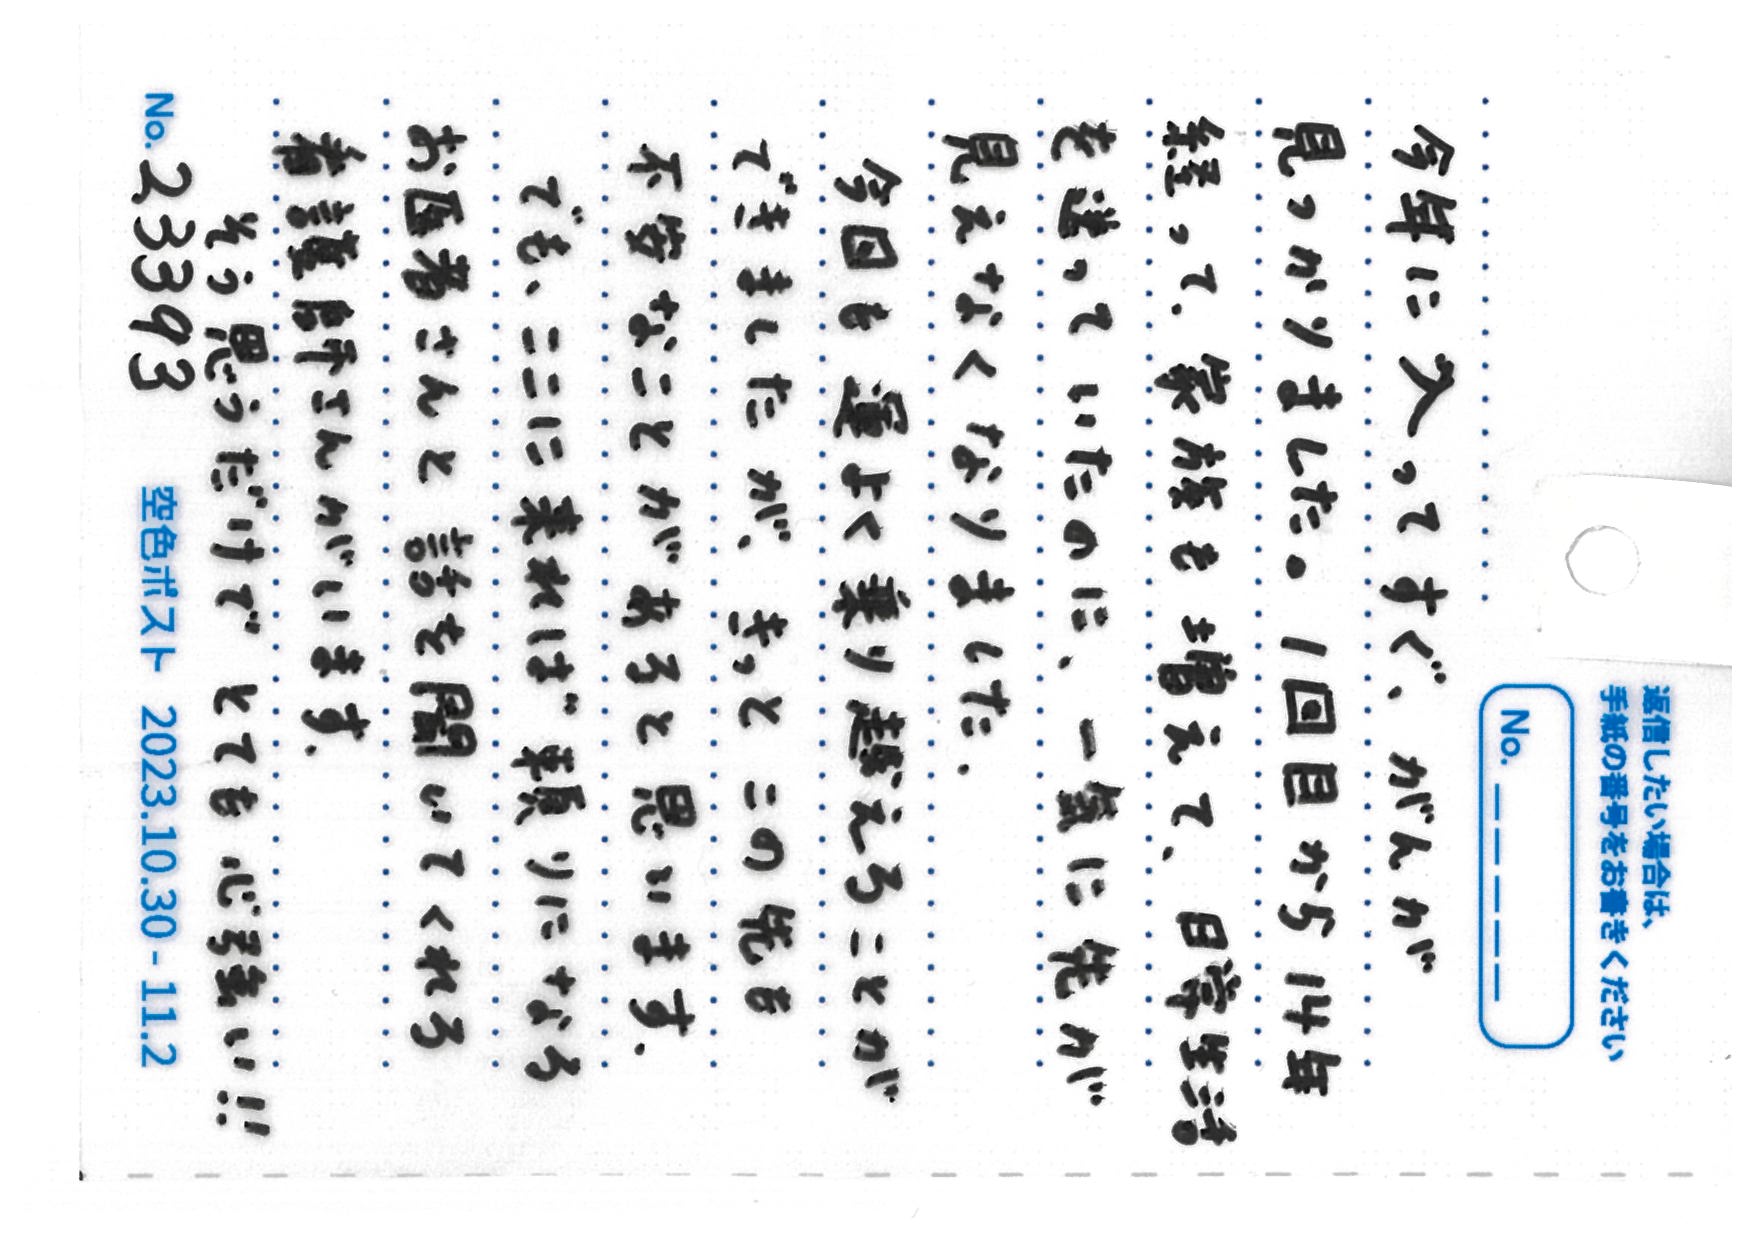 返信したい場合は、
手紙の番号をお書きください
No. _ _ _ _ _
今年に入ってすぐ、がんが
見つかりました。1回目から14年
経って、家族も増えて、日常生活
を送っていたのに、一気に先が
見えなくなりました。
今回も運よく乗り越えることが
できましたが、きっとこの先も
不安なことがあると思います。
でも、ここに来れば頼りになる
お医者さんと話を聞いてくれる
看護師さんがいます。
そう思うだけでとても心強い!!
No. 23393 空色ポスト 2023.10.30 - 11.2